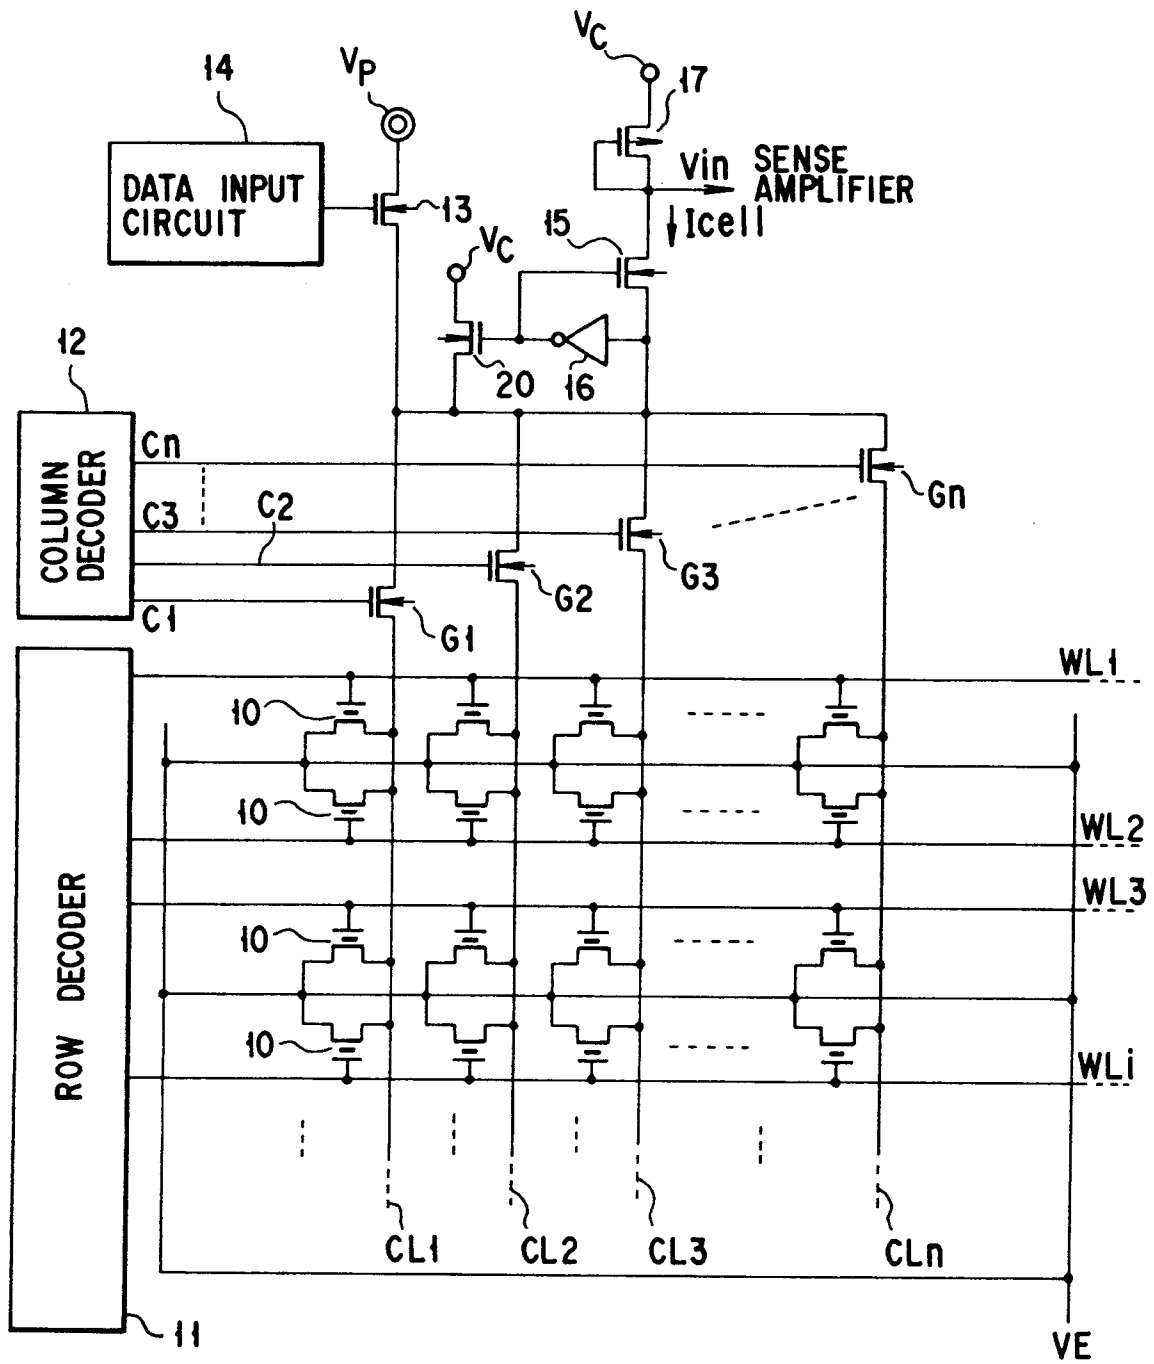 VC
14
VP
17
DATA INPUT
CIRCUIT
13
Vin
SENSE
AMPLIFIER
Icell
15
VC
12
20
16
COLUMN
DECODER
Cn
C3
C2
C1
Gn
G3
G2
G1
WL1
10
10
WL2
WL3
ROW DECODER
10
10
WLi
CL1
CL2
CL3
CLn
11
VE